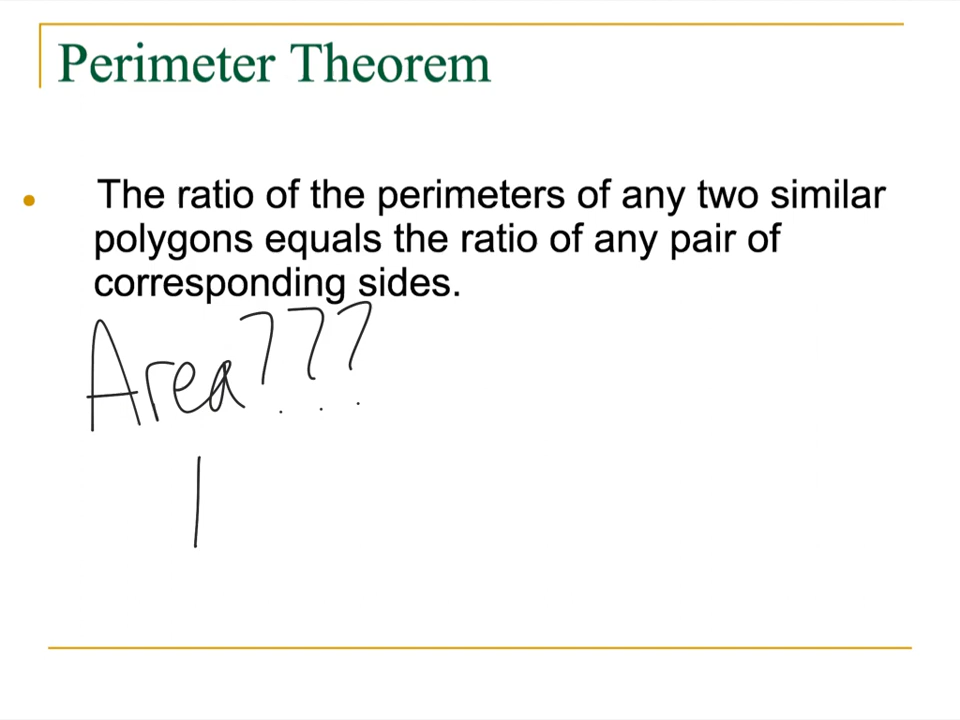 Perimeter Theorem
• The ratio of the perimeters of any two similar
polygons equals the ratio of any pair of
corresponding sides.
Area???